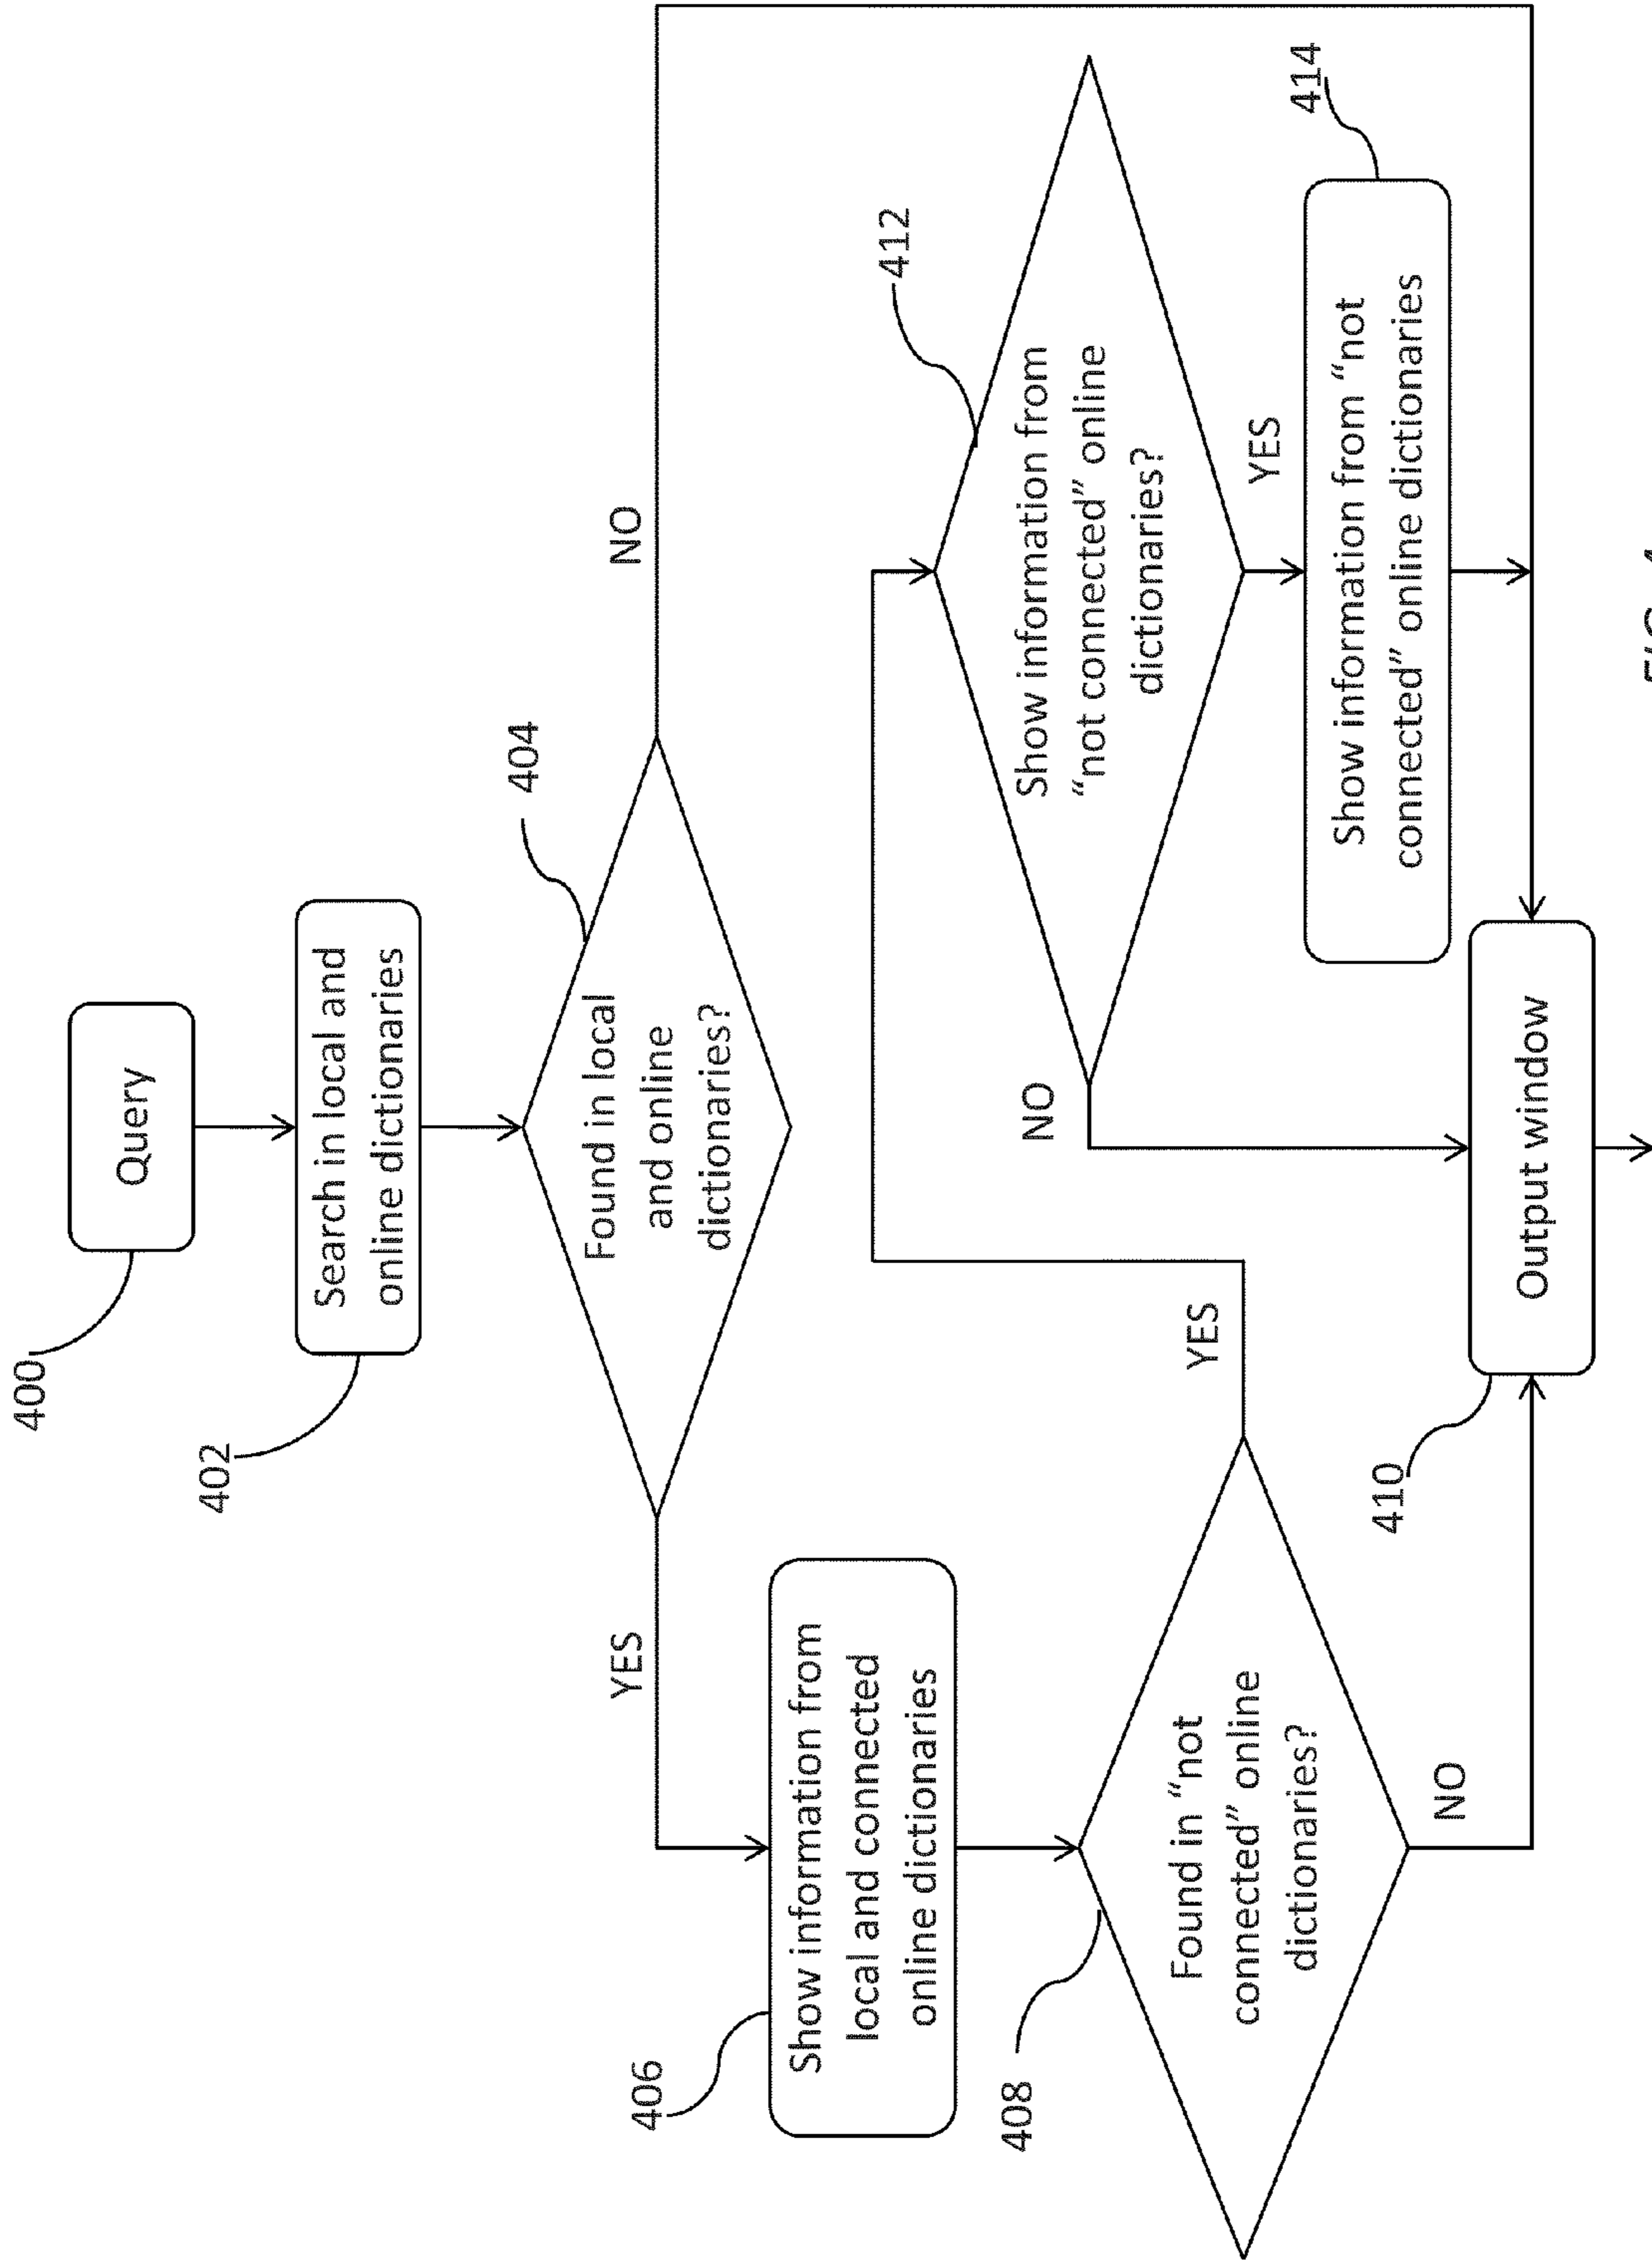 400
Query
402
Search in local and
online dictionaries
404
Found in local
and online
dictionaries?
YES
NO
406
Show information from
local and connected
online dictionaries
408
Found in “not
connected” online
dictionaries?
YES
NO
412
Show information from
“not connected” online
dictionaries?
NO
YES
414
Show information from “not
connected” online dictionaries
410
Output window